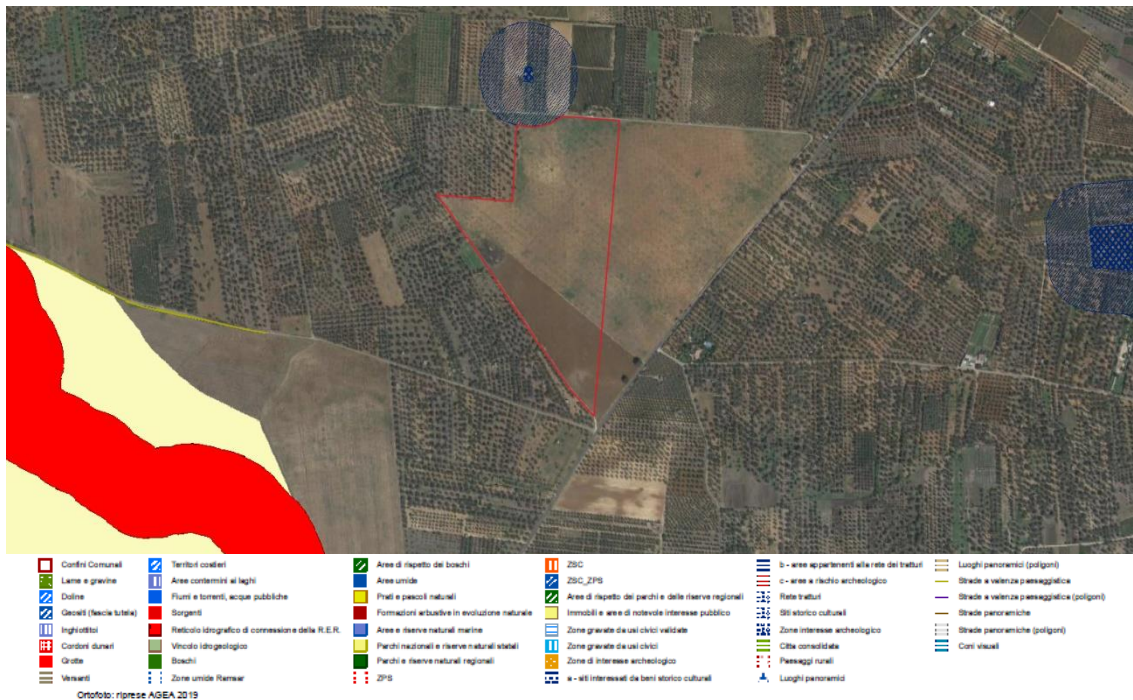 Confini Comunali
Lame e gravine
Doline
Geositi (fascia tutela)
Inghiottitoi
Cordoni dunari
Grotte
Versanti
Territori costieri
Aree contermini ai laghi
Fiumi e torrenti, acque pubbliche
Sorgenti
Reticolo idrografico di connessione della R.E.R.
Vincolo idrogeologico
Boschi
Zone umide Ramsar
Aree di rispetto dei boschi
Aree umide
Prati e pascoli naturali
Formazioni arbustive in evoluzione naturale
Aree e riserve naturali marine
Parchi nazionali e riserve naturali statali
Parchi e riserve naturali regionali
ZPS
ZSC
ZSC_ZPS
Aree di rispetto dei parchi e delle riserve regionali
Immobili e aree di notevole interesse pubblico
Zone gravate da usi civici validate
Zone gravate da usi civici
Zone di interesse archeologico
a - siti interessati da beni storico culturali
b - aree appartenenti alla rete dei tratturi
c - aree a rischio archeologico
Rete tratturi
Siti storico culturali
Zone interesse archeologico
Citta consolidata
Paesaggi rurali
Luoghi panoramici
Luoghi panoramici (poligoni)
Strade a valenza paesaggistica
Strade a valenza paesaggistica (poligoni)
Strade panoramiche
Strade panoramiche (poligoni)
Coni visuali
Ortofoto: riprese AGEA 2019